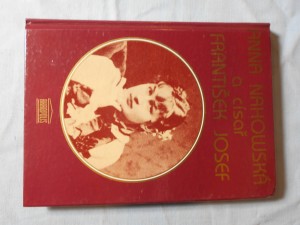 ANNA NAHOWSKÁ
a císař
FRANTIŠEK JOSEF